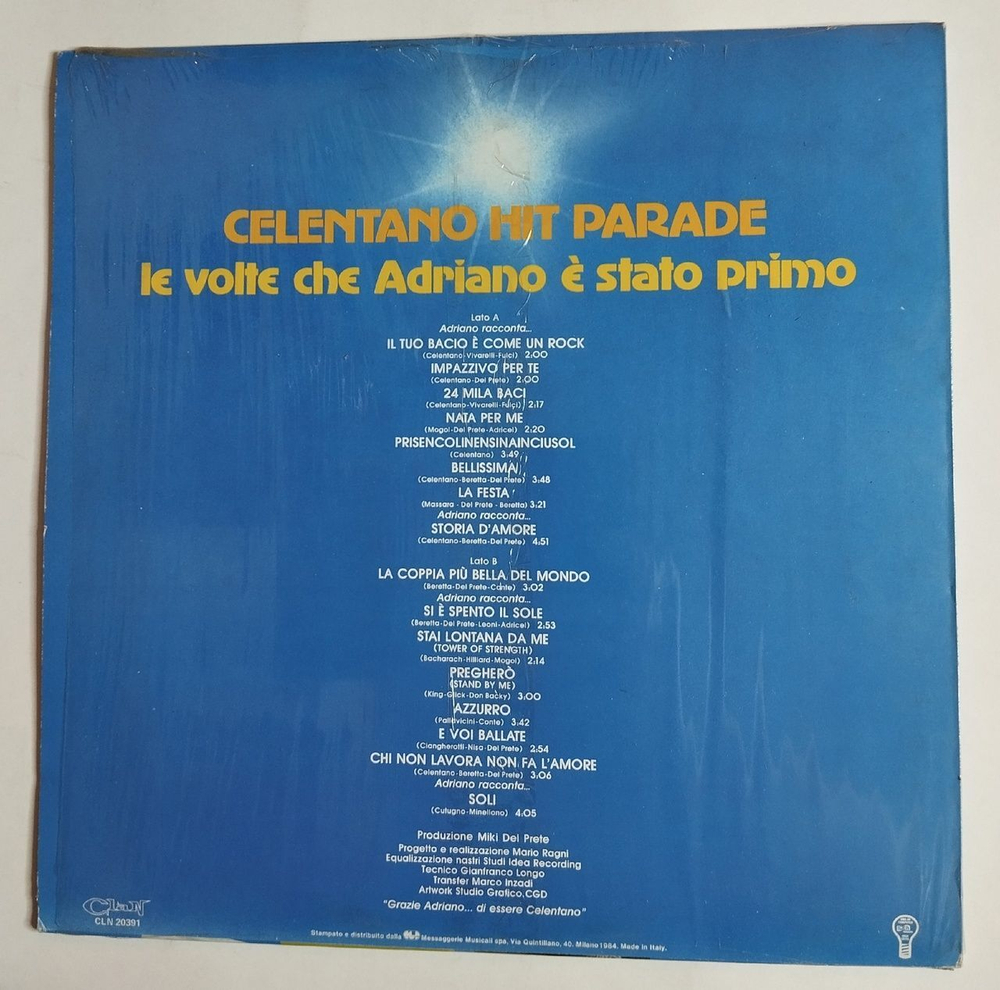 CELENTANO HIT PARADE
le volte che Adriano è stato primo
Lato A
Adriano racconta...
IL TUO BACIO È COME UN ROCK
(Celentano-Vivarelli-Fulci) 2:00
IMPAZZIVO PER TE
(Celentano-Del Prete) 2:00
24 MILA BACI
(Celentano-Vivarelli-Fulci) 2:17
NATA PER ME
(Mogol-Del Prete-Adricel) 2:20
PRISENCOLINENSINAINCIUSOL
(Celentano) 3:49
BELLISSIMA
(Celentano-Beretta-Del Prete) 3:48
LA FESTA
(Massara - Del Prete - Beretta) 3:21
Adriano racconta...
STORIA D'AMORE
(Celentano-Beretta-Del Prete) 4:51
Lato B
LA COPPIA PIÙ BELLA DEL MONDO
(Beretta-Del Prete-Conte) 3:02
Adriano racconta...
SI È SPENTO IL SOLE
(Beretta-Del Prete-Leoni-Adricel) 2:53
STAI LONTANA DA ME
(TOWER OF STRENGTH)
(Bacharach-Hilliard-Mogol) 2:14
PREGHERÒ
(STAND BY ME)
(King-Glick-Don Backy) 3:00
AZZURRO
(Pallavicini-Conte) 3:42
E VOI BALLATE
(Ciangherotti-Nisa-Del Prete) 2:54
CHI NON LAVORA NON FA L'AMORE
(Celentano-Beretta-Del Prete) 3:06
Adriano racconta...
SOLI
(Cutugno-Minellono) 4:05
Produzione Miki Del Prete
Progetto e realizzazione Mario Ragni
Equalizzazione nastri Studi Idea Recording
Tecnico Gianfranco Longo
Transfer Marco Inzadi
Artwork Studio Grafico.CGD
"Grazie Adriano... di essere Celentano"
Clan
CLN 20391
Stampato e distribuito dalla Messaggerie Musicali spa, Via Quintiliano, 40. Milano 1984. Made in Italy.